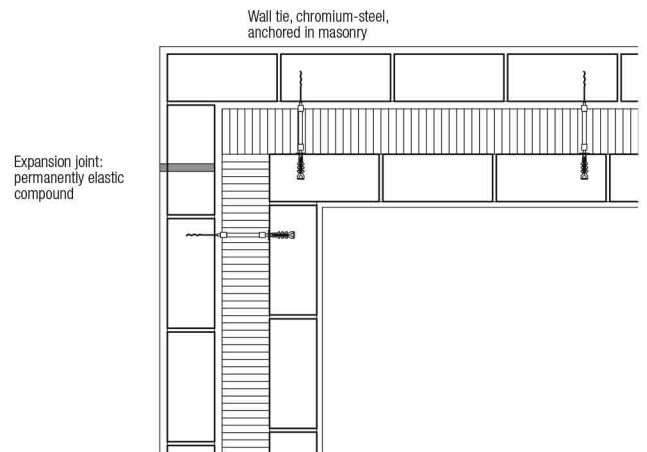 Wall tie, chromium-steel,
anchored in masonry
Expansion joint:
permanently elastic
compound